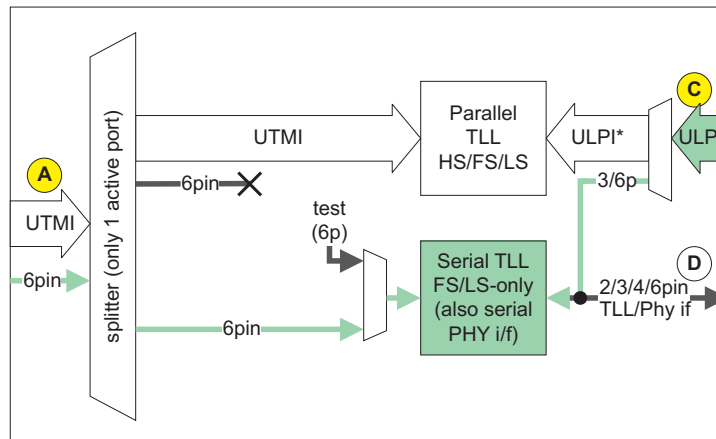 C
Parallel
TLL
HS/FS/LS
UTMI
ULPI*
ULP
A
6pin
3/6p
UTMI
test
(6p)
splitter (only 1 active port)
D
6pin
Serial TLL
FS/LS-only
(also serial
PHY i/f)
2/3/4/6pin
TLL/Phy if
6pin